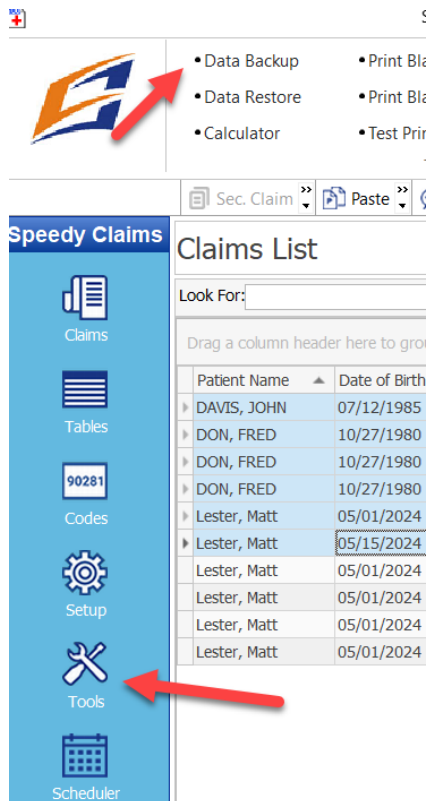 S
• Data Backup • Print Bla
• Data Restore • Print Bla
• Calculator • Test Prin
Sec. Claim Paste
Speedy Claims
Claims List
Look For:
Claims
Drag a column header here to grou
Patient Name Date of Birth
Tables
DAVIS, JOHN 07/12/1985
DON, FRED 10/27/1980
DON, FRED 10/27/1980
90281
DON, FRED 10/27/1980
Codes
Lester, Matt 05/01/2024
Lester, Matt 05/15/2024
Lester, Matt 05/01/2024
Lester, Matt 05/01/2024
Setup
Lester, Matt 05/01/2024
Lester, Matt 05/01/2024
Tools
Scheduler